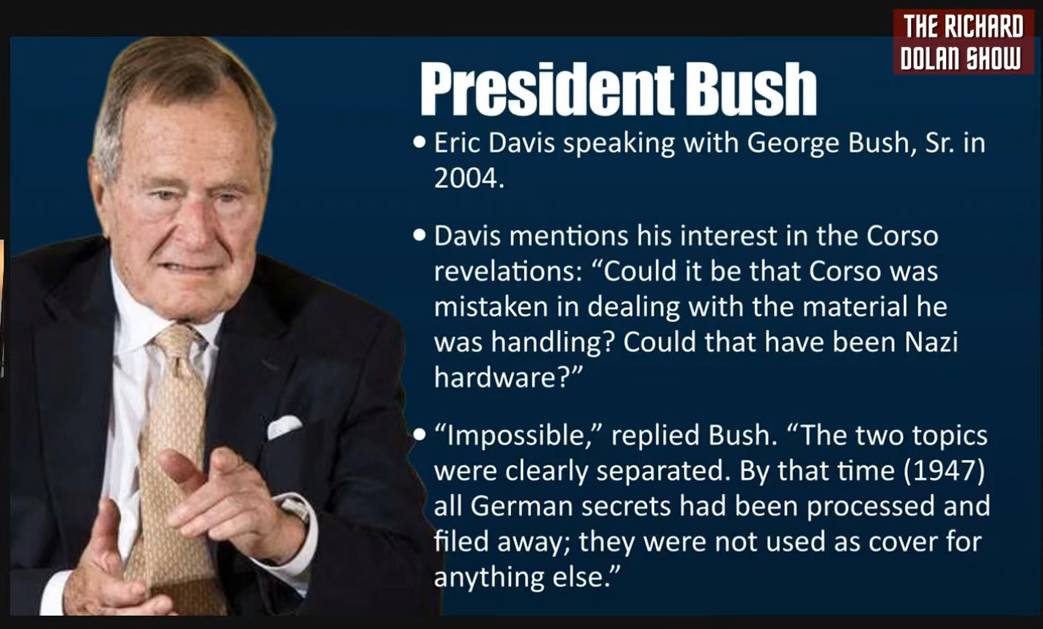 THE RICHARD
DOLAN SHOW
President Bush
• Eric Davis speaking with George Bush, Sr. in
2004.
• Davis mentions his interest in the Corso
revelations: “Could it be that Corso was
mistaken in dealing with the material he
was handling? Could that have been Nazi
hardware?”
• “Impossible,” replied Bush. “The two topics
were clearly separated. By that time (1947)
all German secrets had been processed and
filed away; they were not used as cover for
anything else.”